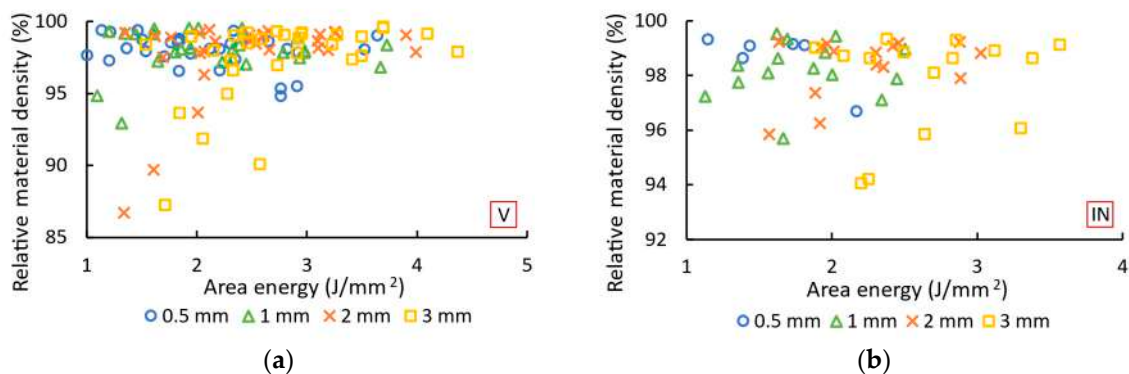 Relative material density (%)
100
95
90
85
1 2 3 4 5
Area energy (J/mm²)
V
0.5 mm 1 mm 2 mm 3 mm
(a)
Relative material density (%)
100
98
96
94
92
1 2 3 4
Area energy (J/mm²)
IN
0.5 mm 1 mm 2 mm 3 mm
(b)